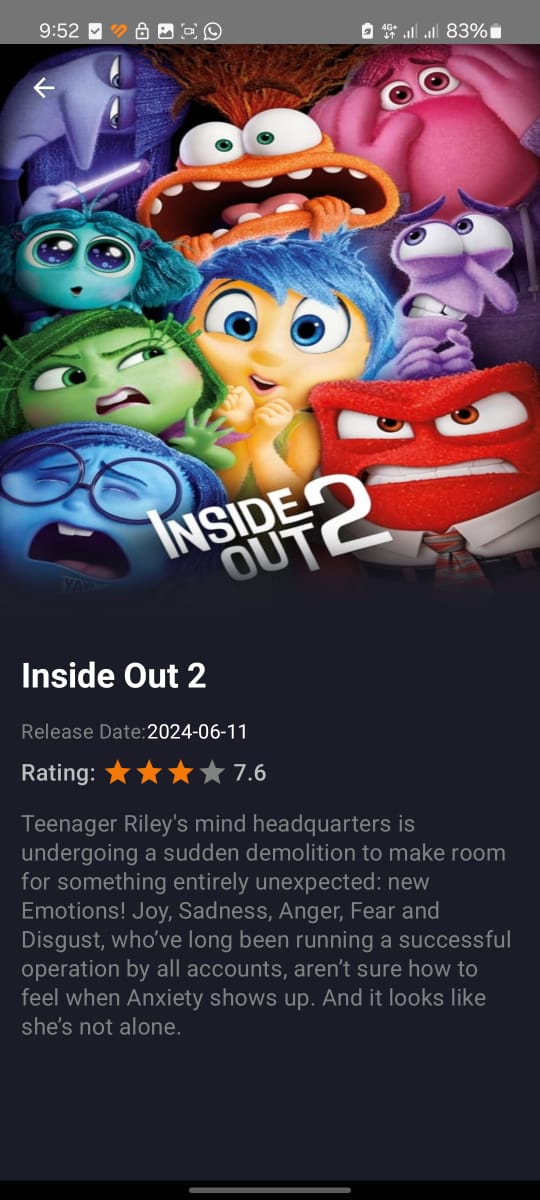 9:52
4G+
83%
INSIDE
OUT 2
YAY!
Inside Out 2
Release Date:2024-06-11
Rating: 7.6
Teenager Riley's mind headquarters is
undergoing a sudden demolition to make room
for something entirely unexpected: new
Emotions! Joy, Sadness, Anger, Fear and
Disgust, who’ve long been running a successful
operation by all accounts, aren’t sure how to
feel when Anxiety shows up. And it looks like
she’s not alone.